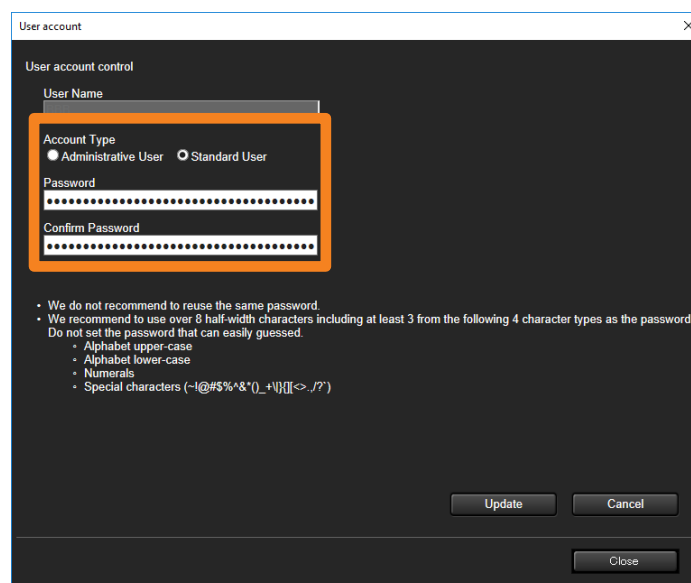 User account
User account control
User Name
Account Type
Administrative User Standard User
Password
●●●●●●●●●●●●●●●●●●●●●●●●●●●●●●●●●●●●●
Confirm Password
●●●●●●●●●●●●●●●●●●●●●●●●●●●●●●●●●●●●●
• We do not recommend to reuse the same password.
• We recommend to use over 8 half-width characters including at least 3 from the following 4 character types as the password
Do not set the password that can easily guessed.
◦ Alphabet upper-case
◦ Alphabet lower-case
◦ Numerals
◦ Special characters (~!@#$%^&*()_+\|}{][<>.,/?`)
Update Cancel
Close